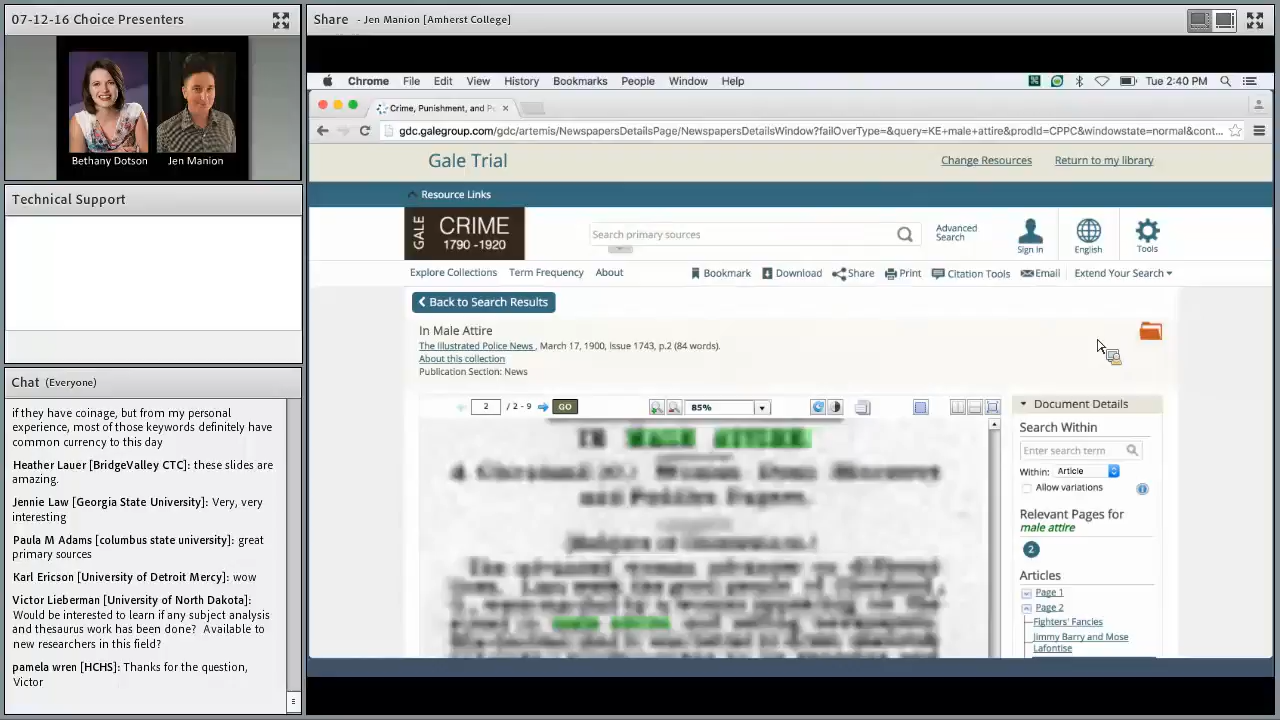 07-12-16 Choice Presenters
Bethany Dotson
Jen Manion
Technical Support
Chat (Everyone)
if they have coinage, but from my personal
experience, most of those keywords definitely have
common currency to this day
Heather Lauer [BridgeValley CTC]: these slides are
amazing.
Jennie Law [Georgia State University]: Very, very
interesting
Paula M Adams [columbus state university]: great
primary sources
Karl Ericson [University of Detroit Mercy]: wow
Victor Lieberman [University of North Dakota]:
Would be interested to learn if any subject analysis
and thesaurus work has been done?  Available to
new researchers in this field?
pamela wren [HCHS]: Thanks for the question,
Victor
Share - Jen Manion [Amherst College]
Chrome File Edit View History Bookmarks People Window Help
Tue 2:40 PM
Crime, Punishment, and Po
gdc.galegroup.com/gdc/artemis/NewspapersDetailsPage/NewspapersDetailsWindow?failOverType=&query=KE+male+attire&prodId=CPPC&windowstate=normal&cont...
Gale Trial
Change Resources
Return to my library
Resource Links
GALE CRIME
1790-1920
Search primary sources
Advanced
Search
Sign In
English
Tools
Explore Collections
Term Frequency
About
Bookmark
Download
Share
Print
Citation Tools
Email
Extend Your Search
Back to Search Results
In Male Attire
The Illustrated Police News , March 17, 1900, Issue 1743, p.2 (84 words).
About this collection
Publication Section: News
2 / 2 - 9 GO 85%
IN MALE ATTIRE
male attire
Document Details
Search Within
Enter search term
Within: Article
Allow variations
Relevant Pages for
male attire
2
Articles
Page 1
Page 2
Fighters' Fancies
Jimmy Barry and Mose
Lafontise